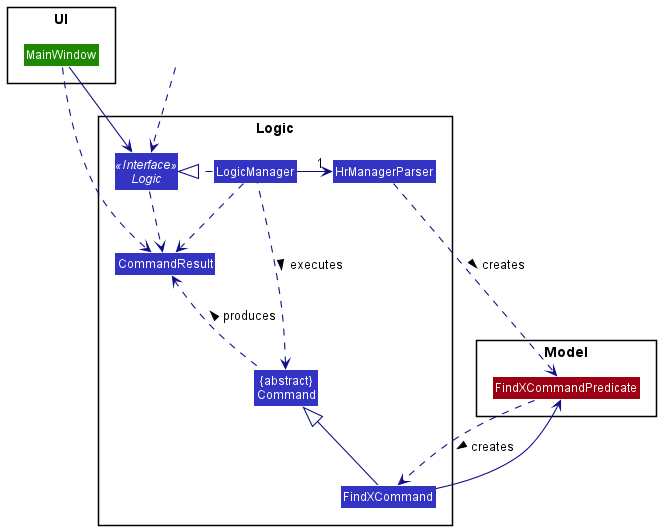 UI
MainWindow
Logic
«Interface»
Logic
LogicManager
1
HrManagerParser
CommandResult
executes
creates
produces
Model
{abstract}
Command
FindXCommandPredicate
creates
FindXCommand